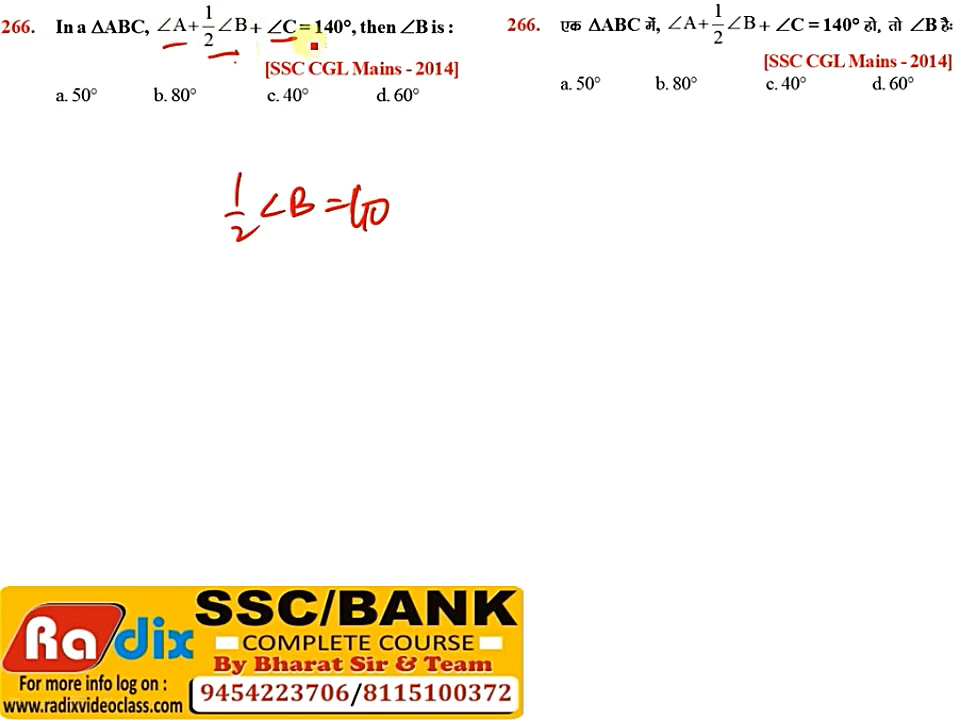 266. In a ΔABC, ∠A+1/2∠B+ ∠C=140°, then ∠B is :
[SSC CGL Mains - 2014]
a. 50° b. 80° c. 40° d. 60°
266. एक ΔABC में, ∠A+1/2∠B+ ∠C = 140° हो, तो ∠B है:
[SSC CGL Mains - 2014]
a. 50° b. 80° c. 40° d. 60°
1/2 ∠B = 40
Radix
For more info log on :
www.radixvideoclass.com
SSC/BANK
COMPLETE COURSE
By Bharat Sir & Team
9454223706/8115100372